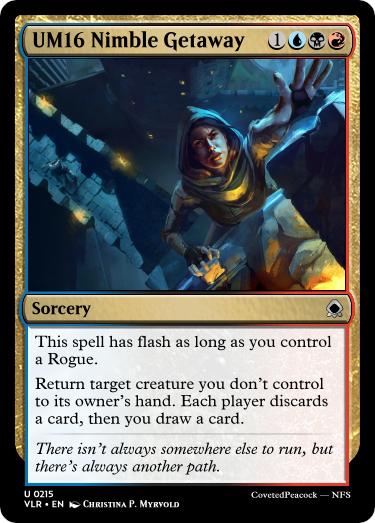 UM16 Nimble Getaway 1
Sorcery
This spell has flash as long as you control
a Rogue.
Return target creature you don't control
to its owner's hand. Each player discards
a card, then you draw a card.
There isn't always somewhere else to run, but
there's always another path.
U 0215
VLR • EN Christina P. Myrvold
CovetedPeacock — NFS